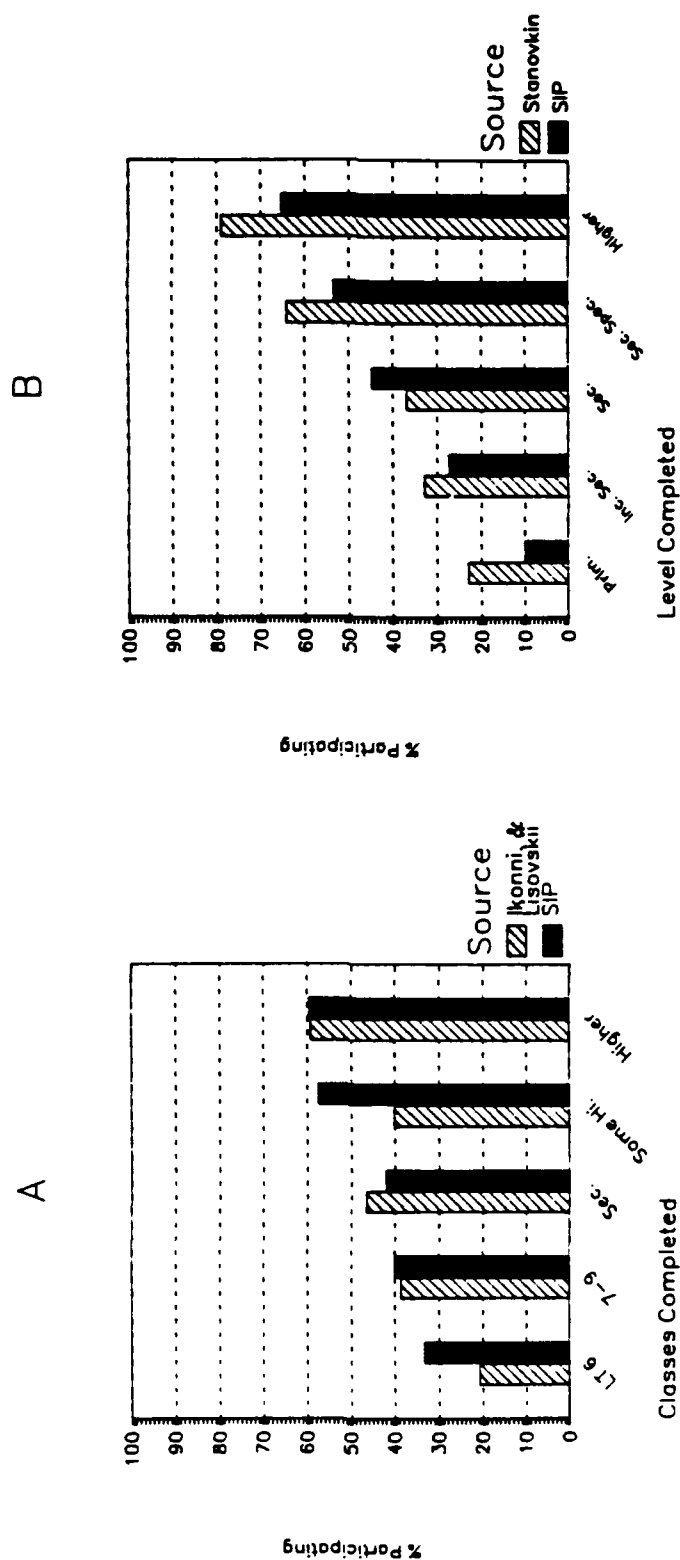 A
% Participating
100
90
80
70
60
50
40
30
20
10
0
LT6
7-9
Sec.
Some Hi.
Higher
Classes Completed
Source
Ikonni. &
Lisovskii
SIP
B
% Participating
100
90
80
70
60
50
40
30
20
10
0
Prim.
Inc. Sec.
Sec.
Sec. Spec.
Higher
Level Completed
Source
Stanovkin
SIP